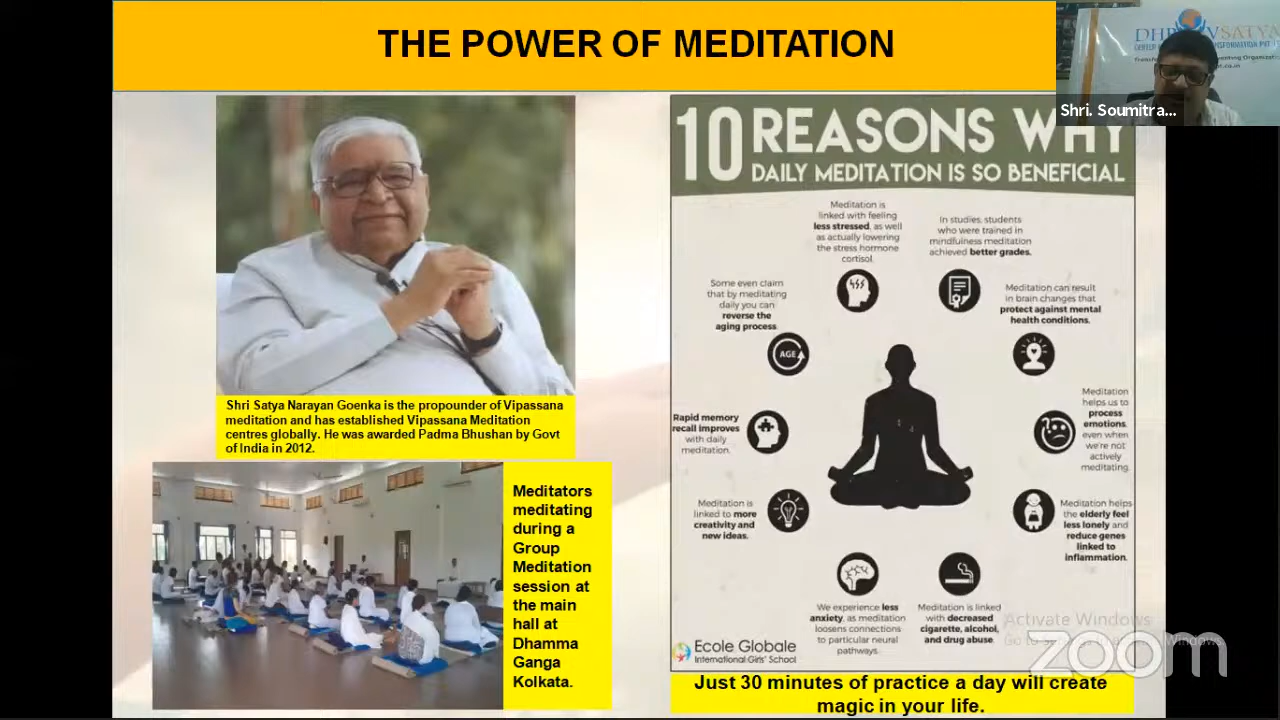 THE POWER OF MEDITATION
Shri. Soumitra...
Shri Satya Narayan Goenka is the propounder of Vipassana
meditation and has established Vipassana Meditation
centres globally. He was awarded Padma Bhushan by Govt
of India in 2012.
Meditators
meditating
during a
Group
Meditation
session at
the main
hall at
Dhamma
Ganga
Kolkata.
10 REASONS WHY
DAILY MEDITATION IS SO BENEFICIAL
Meditation is
linked with feeling
less stressed, as well
as actually lowering
the stress hormone
cortisol.
In studies, students
who were trained in
mindfulness meditation
achieved better grades.
Some even claim
that by meditating
daily you can
reverse the
aging process.
AGE
Meditation can result
in brain changes that
protect against mental
health conditions.
Rapid memory
recall improves
with daily
meditation.
Meditation
helps us to
process
emotions,
even when
we're not
actively
meditating.
Meditation is
linked to more
creativity and
new ideas.
Meditation helps
the elderly feel
less lonely and
reduce genes
linked to
inflammation.
We experience less
anxiety, as meditation
loosens connections
to particular neural
pathways.
Meditation is linked
with decreased
cigarette, alcohol,
and drug abuse.
Ecole Globale
International Girls' School
Just 30 minutes of practice a day will create
magic in your life.
Activate Windows
zoom